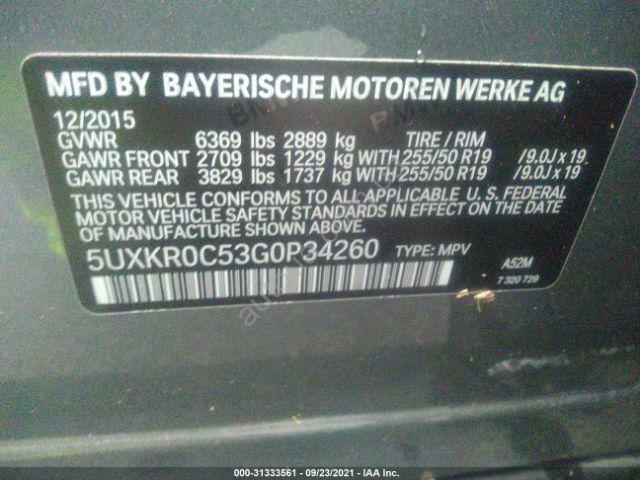 MFD BY BAYERISCHE MOTOREN WERKE AG
12/2015
GVWR 6369 lbs 2889 kg TIRE / RIM
GAWR FRONT 2709 lbs 1229 kg WITH 255/50 R19 /9.0J x 19
GAWR REAR 3829 lbs 1737 kg WITH 255/50 R19 /9.0J x 19
THIS VEHICLE CONFORMS TO ALL APPLICABLE U. S. FEDERAL
MOTOR VEHICLE SAFETY STANDARDS IN EFFECT ON THE DATE OF
MANUFACTURE SHOWN ABOVE.
5UXKR0C53G0P34260 TYPE: MPV
A52M
7 320 729
000-31333561 - 09/23/2021 - IAA Inc.